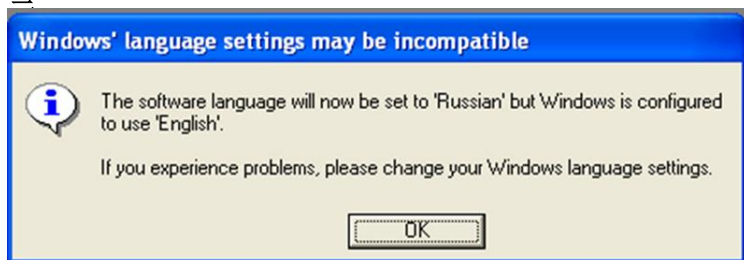 Windows' language settings may be incompatible
The software language will now be set to 'Russian' but Windows is configured
to use 'English'.
If you experience problems, please change your Windows language settings.
OK